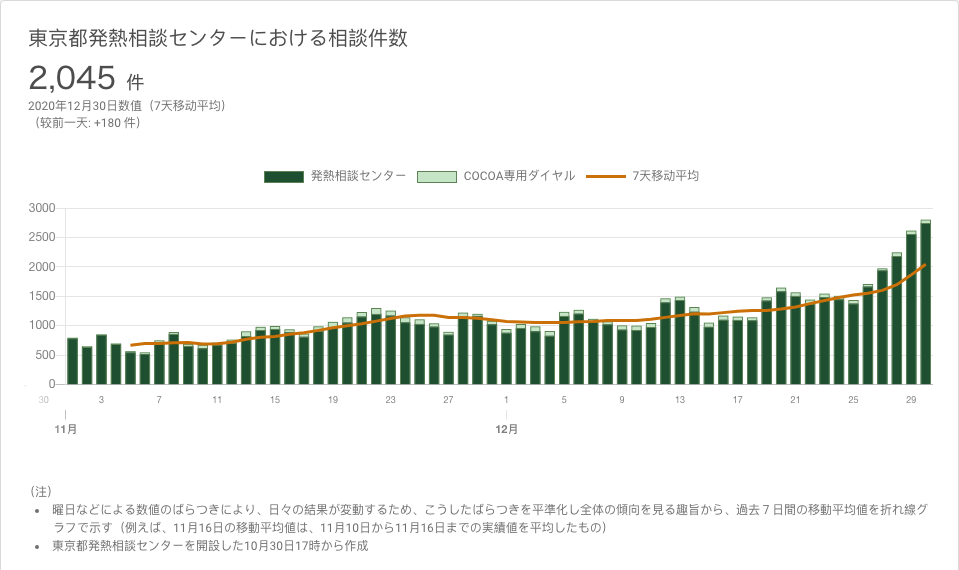 東京都発熱相談センターにおける相談件数
2,045 件
2020年12月30日数值（7天移动平均）
（较前一天: +180 件）
発熱相談センター COCOA専用ダイヤル 7天移动平均
3000
2500
2000
1500
1000
500
0
30 3 7 11 15 19 23 27 1 5 9 13 17 21 25 29
11月 12月
（注）
• 曜日などによる数値のばらつきにより、日々の結果が変動するため、こうしたばらつきを平準化し全体の傾向を見る趣旨から、過去７日間の移動平均値を折れ線グ
ラフで示す（例えば、11月16日の移動平均値は、11月10日から11月16日までの実績値を平均したもの）
• 東京都発熱相談センターを開設した10月30日17時から作成